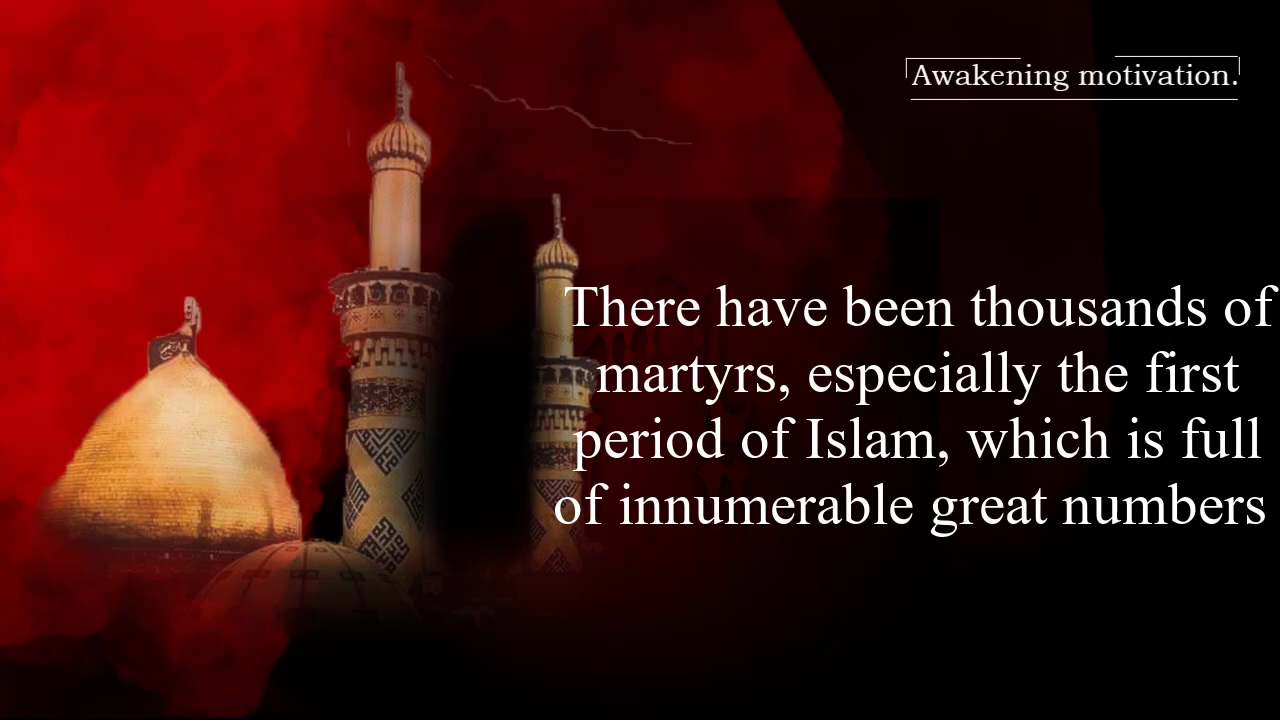 Awakening motivation.
There have been thousands of
martyrs, especially the first
period of Islam, which is full
of innumerable great numbers